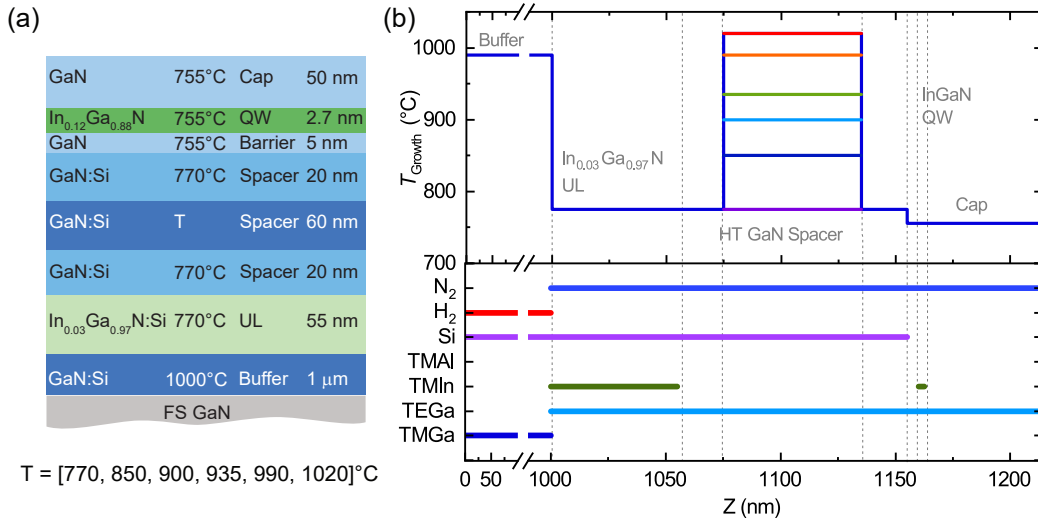 (a)
GaN 755°C Cap 50 nm
In0.12Ga0.88N 755°C QW 2.7 nm
GaN 755°C Barrier 5 nm
GaN:Si 770°C Spacer 20 nm
GaN:Si T Spacer 60 nm
GaN:Si 770°C Spacer 20 nm
In0.03Ga0.97N:Si 770°C UL 55 nm
GaN:Si 1000°C Buffer 1 μm
FS GaN
T = [770, 850, 900, 935, 990, 1020]°C
(b)
TGrowth (°C)
1000
900
800
700
Buffer
In0.03Ga0.97N
UL
HT GaN Spacer
InGaN
QW
Cap
N2
H2
Si
TMAl
TMIn
TEGa
TMGa
0 50 1000 1050 1100 1150 1200
Z (nm)